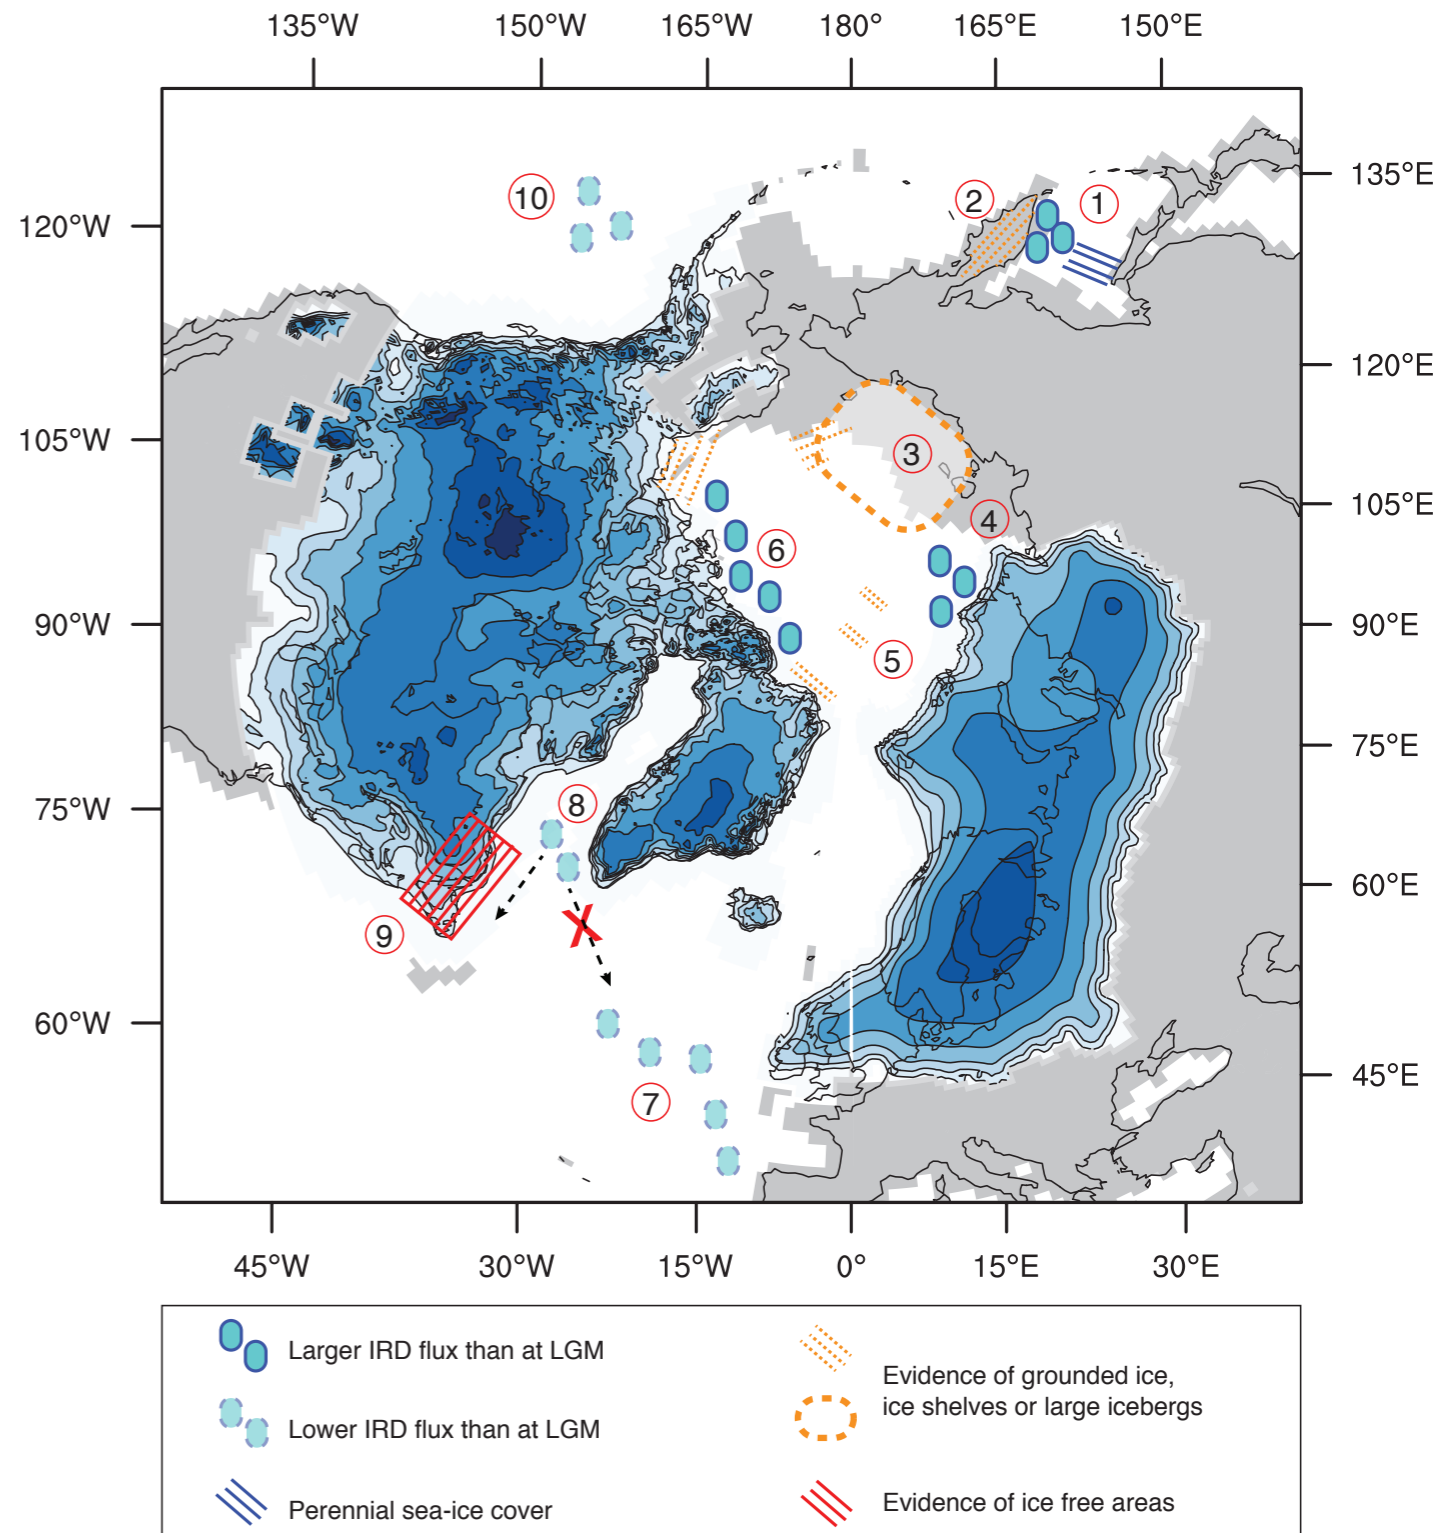 135°W 150°W 165°W 180° 165°E 150°E
135°E
10
2
1
120°W
120°E
105°W
3
105°E
4
6
90°W
90°E
5
75°E
8
75°W
60°E
9
X
60°W
45°E
7
45°W 30°W 15°W 0° 15°E 30°E
Larger IRD flux than at LGM
Evidence of grounded ice,
ice shelves or large icebergs
Lower IRD flux than at LGM
Perennial sea-ice cover
Evidence of ice free areas